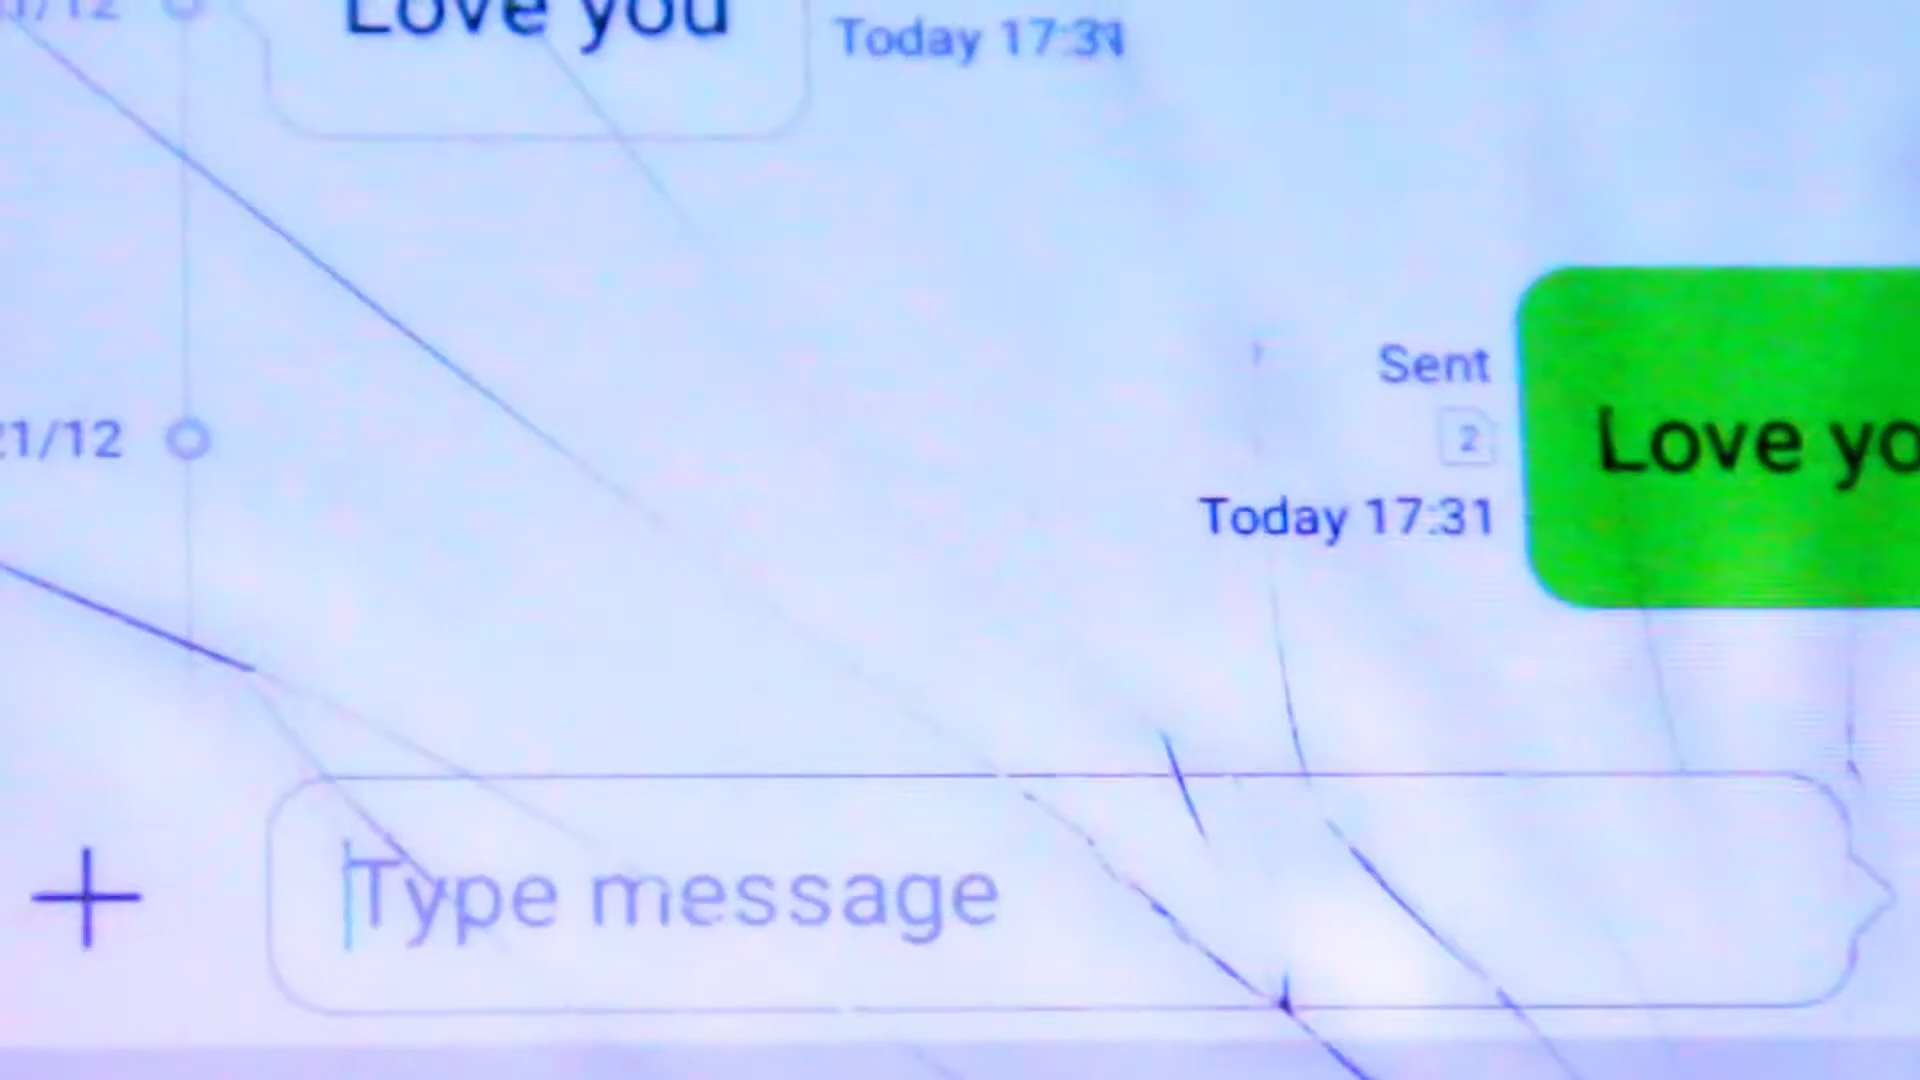 Love you
Today 17:31
Sent
2
21/12
Today 17:31
Love yo
Type message